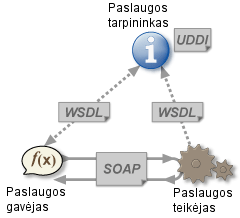 Paslaugos
tarpininkas
i
UDDI
WSDL
WSDL
f(x)
SOAP
Paslaugos
gavėjas
Paslaugos
teikėjas